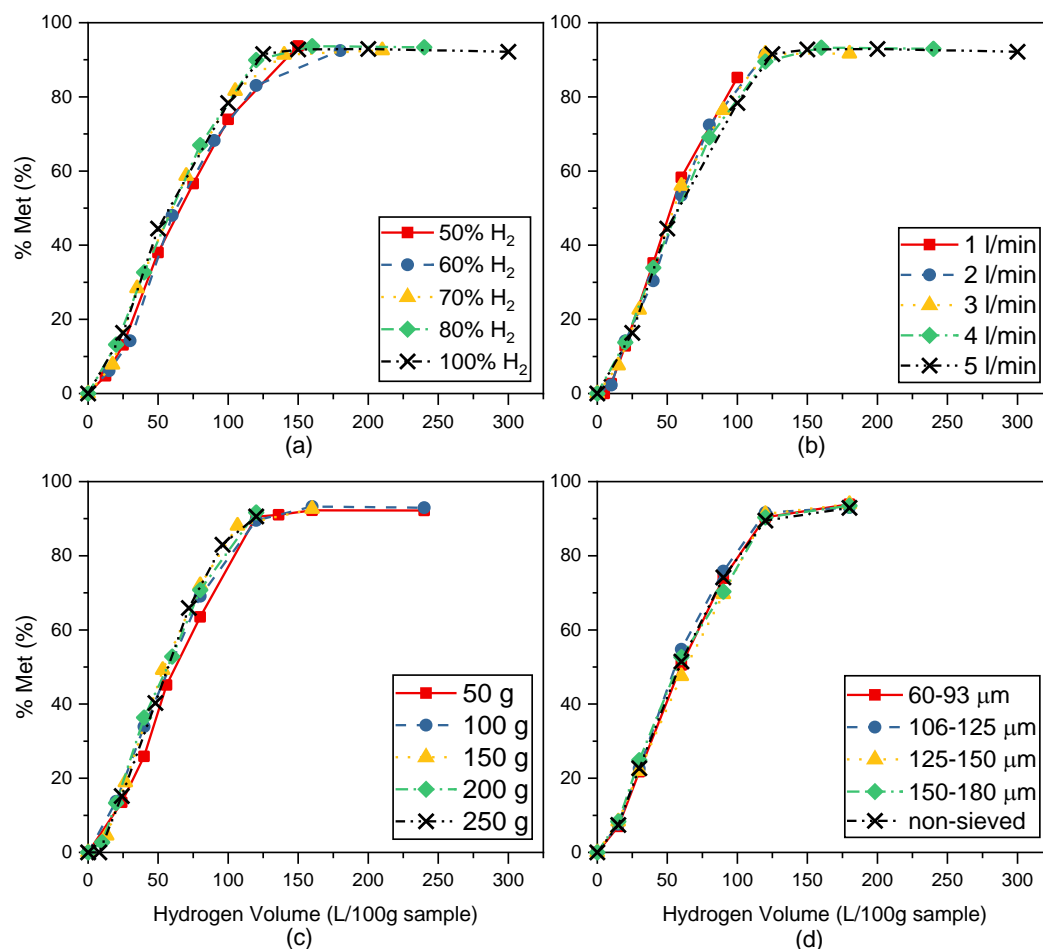 100
80
60
40
20
0
% Met (%)
50% H2
60% H2
70% H2
80% H2
100% H2
0 50 100 150 200 250 300
(a)
100
80
60
40
20
0
1 l/min
2 l/min
3 l/min
4 l/min
5 l/min
0 50 100 150 200 250 300
(b)
100
80
60
40
20
0
% Met (%)
50 g
100 g
150 g
200 g
250 g
0 50 100 150 200 250 300
Hydrogen Volume (L/100g sample)
(c)
100
80
60
40
20
0
60-93 μm
106-125 μm
125-150 μm
150-180 μm
non-sieved
0 50 100 150 200 250 300
Hydrogen Volume (L/100g sample)
(d)